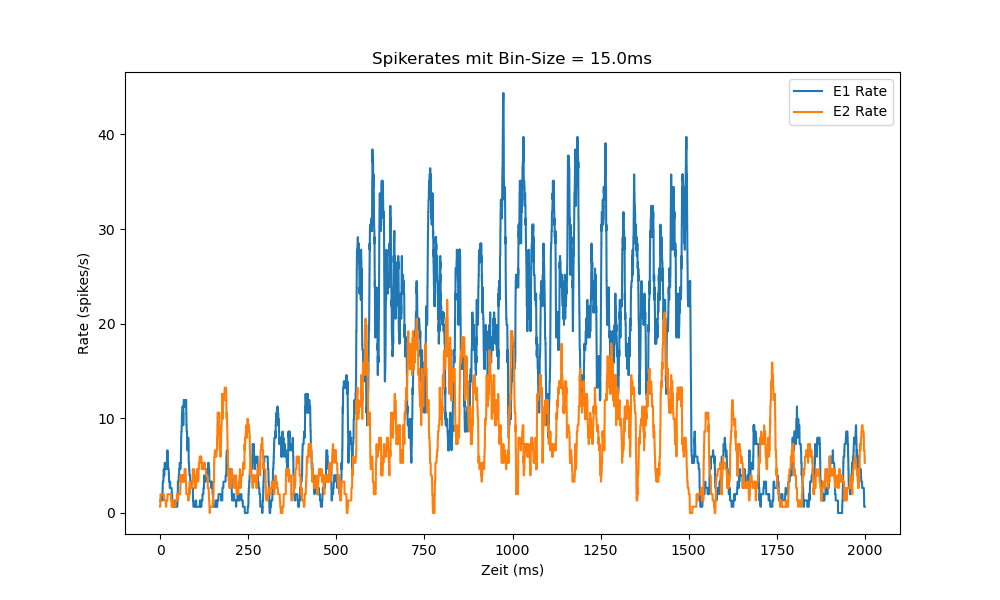 Spikerates mit Bin-Size = 15.0ms
E1 Rate
E2 Rate
Rate (spikes/s)
40
30
20
10
0
0 250 500 750 1000 1250 1500 1750 2000
Zeit (ms)